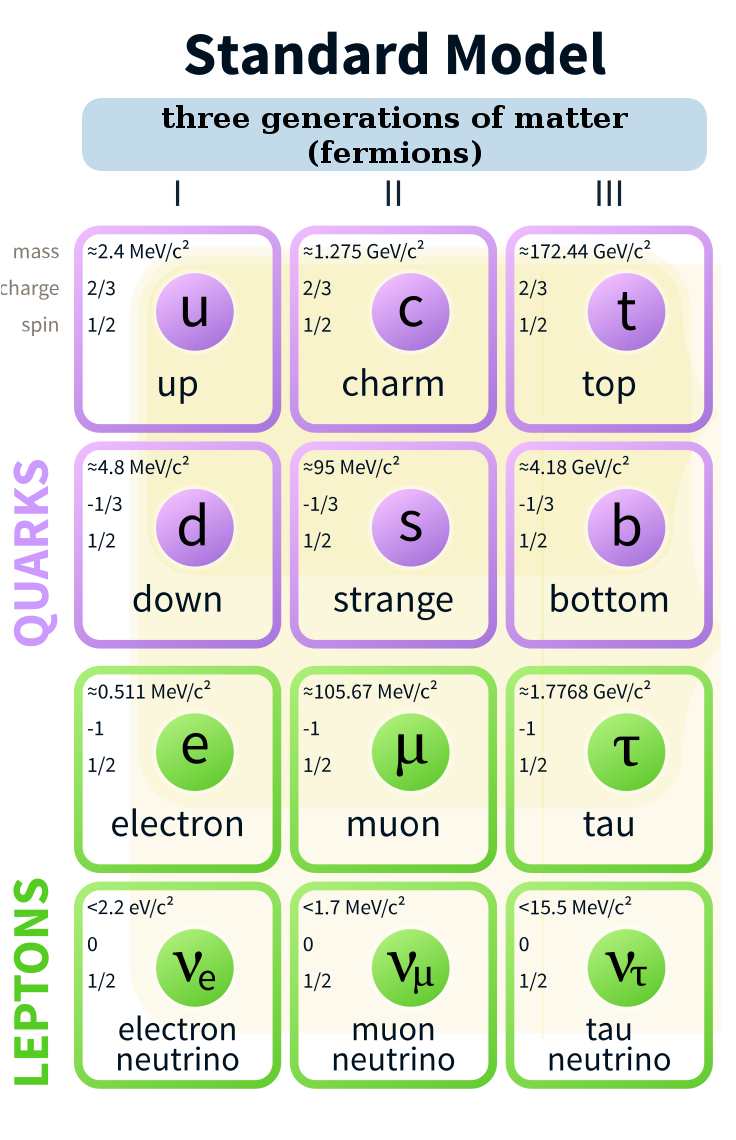 Standard Model
three generations of matter
(fermions)
I II III
mass ≈2.4 MeV/c² ≈1.275 GeV/c² ≈172.44 GeV/c²
charge 2/3 2/3 2/3
spin 1/2 1/2 1/2
u c t
up charm top
QUARKS
≈4.8 MeV/c² ≈95 MeV/c² ≈4.18 GeV/c²
-1/3 -1/3 -1/3
1/2 1/2 1/2
d s b
down strange bottom
≈0.511 MeV/c² ≈105.67 MeV/c² ≈1.7768 GeV/c²
-1 -1 -1
1/2 1/2 1/2
e μ τ
electron muon tau
LEPTONS
<2.2 eV/c² <1.7 MeV/c² <15.5 MeV/c²
0 0 0
1/2 1/2 1/2
νe νμ ντ
electron muon tau
neutrino neutrino neutrino